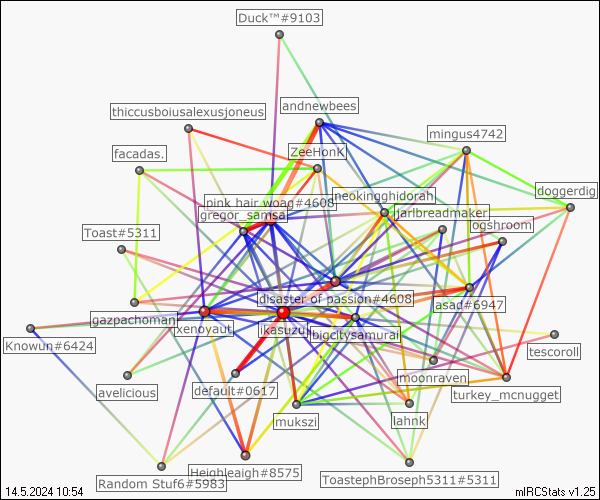 Duck™#9103
thiccusboiusalexusjoneus
andnewbees
mingus4742
facadas.
ZeeHonK
doggerdig
pink hair woag#4608
neokingghidorah
gregor_samsa
jarlbreadmaker
Toast#5311
ogshroom
disaster of passion#4608
jasad#6947
gazpachoman
xenoyaut
ikasuzu
bigcitysamurai
Knowun#6424
tescoroll
avelicious
default#0617
moonraven
turkey_mcnugget
mukszi
lahnk
Random Stuf6#5983
Heighleaigh#8575
ToastephBroseph5311#5311
14.5.2024 10:54
mIRCStats v1.25